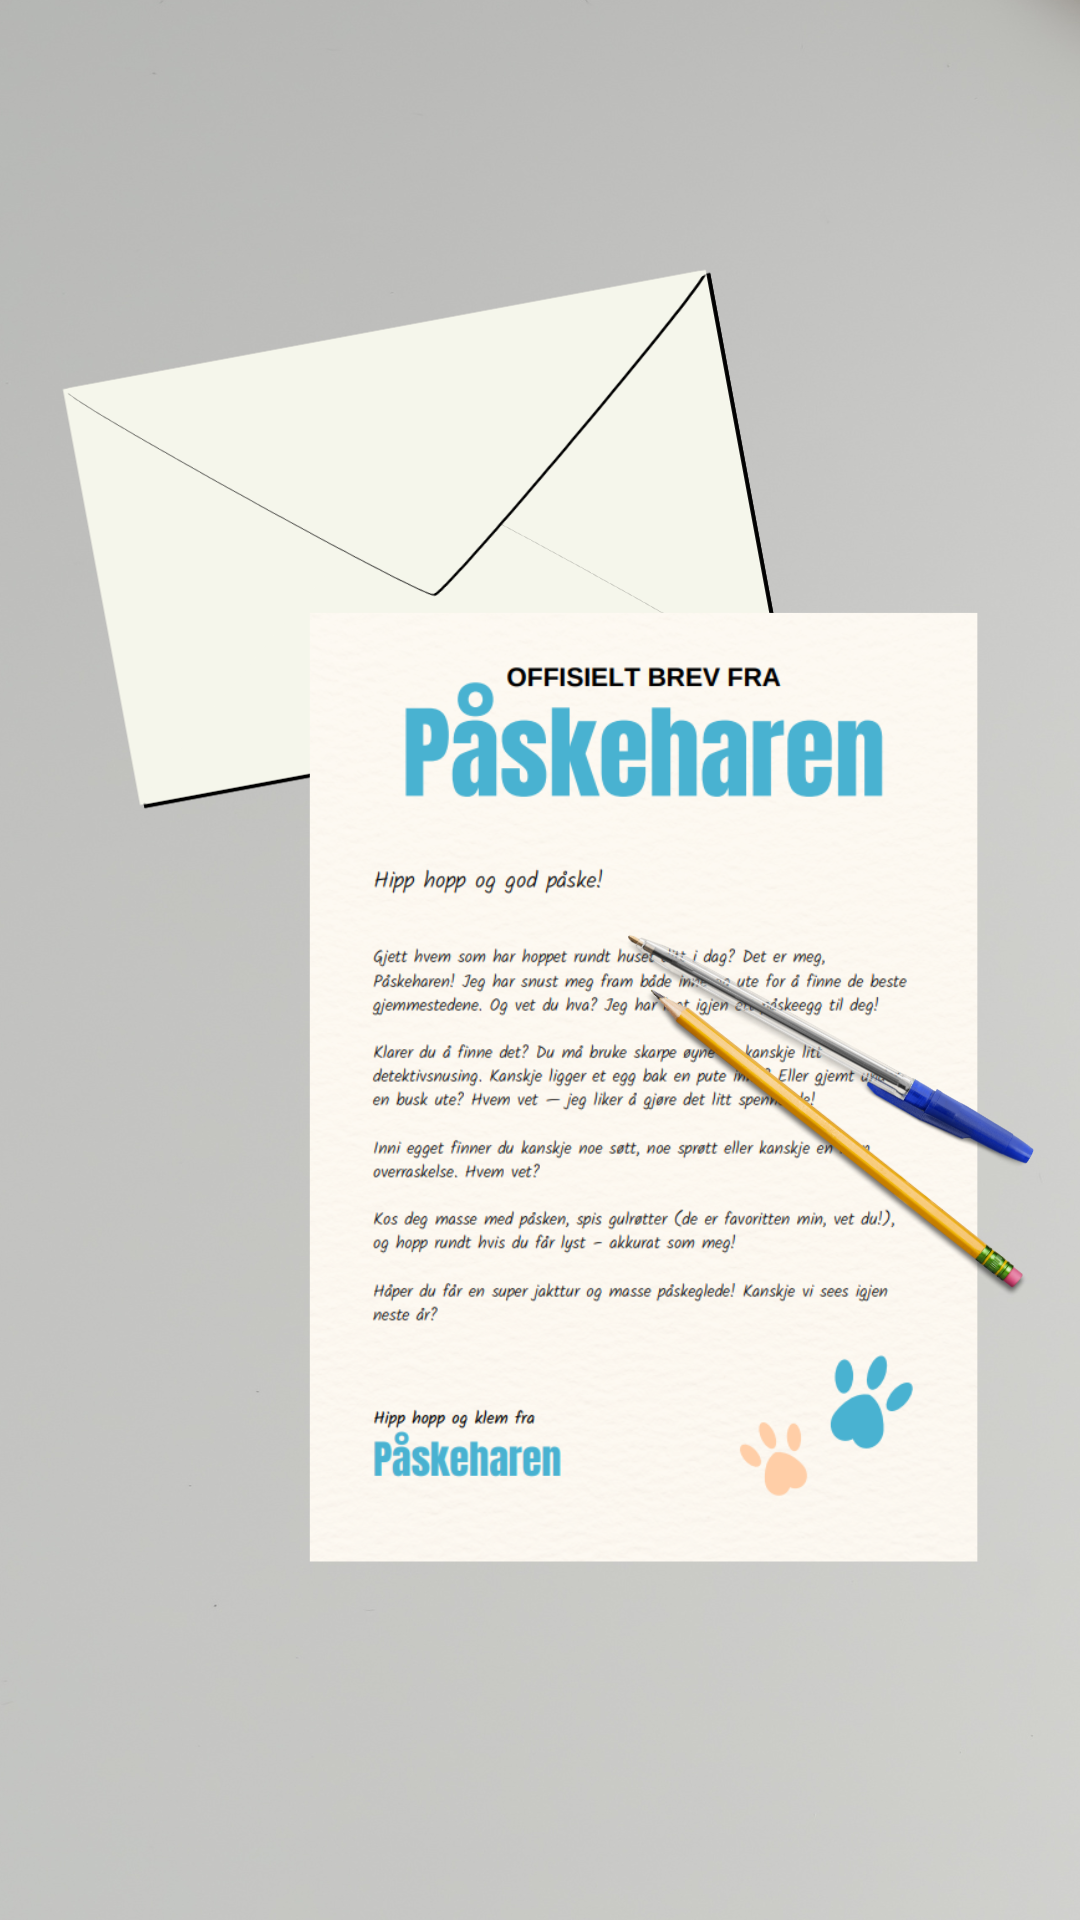 OFFISIELT BREV FRA
Påskeharen
Hipp hopp og god påske!
Gjett hvem som har hoppet rundt huset i dag? Det er meg,
Påskeharen! Jeg har snust meg fram både ute for å finne de beste
gjemmestedene. Og vet du hva? Jeg har igjen påskeegg til deg!
Klarer du å finne det? Du må bruke skarpe øyne kanskje litt
detektivsnusing. Kanskje ligger et egg bak en pute Eller gjemt
en busk ute? Hvem vet — jeg liker å gjøre det litt
Inni egget finner du kanskje noe søtt, noe sprøtt eller kanskje en
overraskelse. Hvem vet?
Kos deg masse med påsken, spis gulrøtter (de er favoritten min, vet du!),
og hopp rundt hvis du får lyst – akkurat som meg!
Håper du får en super jakttur og masse påskeglede! Kanskje vi sees igjen
neste år?
Hipp hopp og klem fra
Påskeharen